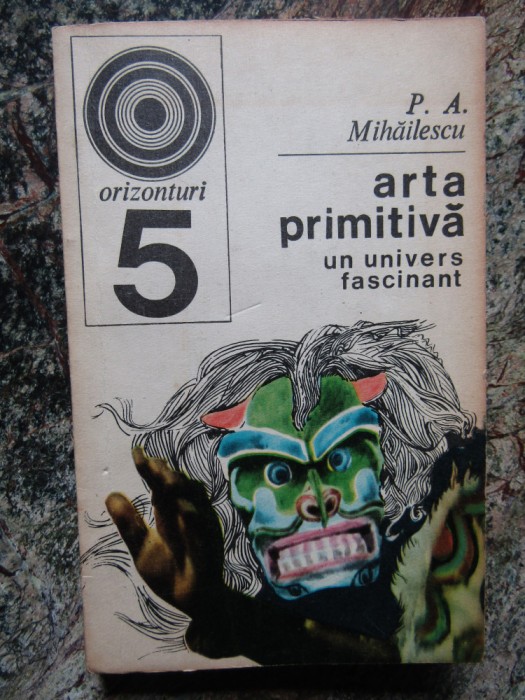 orizonturi
5
P. A.
Mihăilescu
arta
primitivă
un univers
fascinant